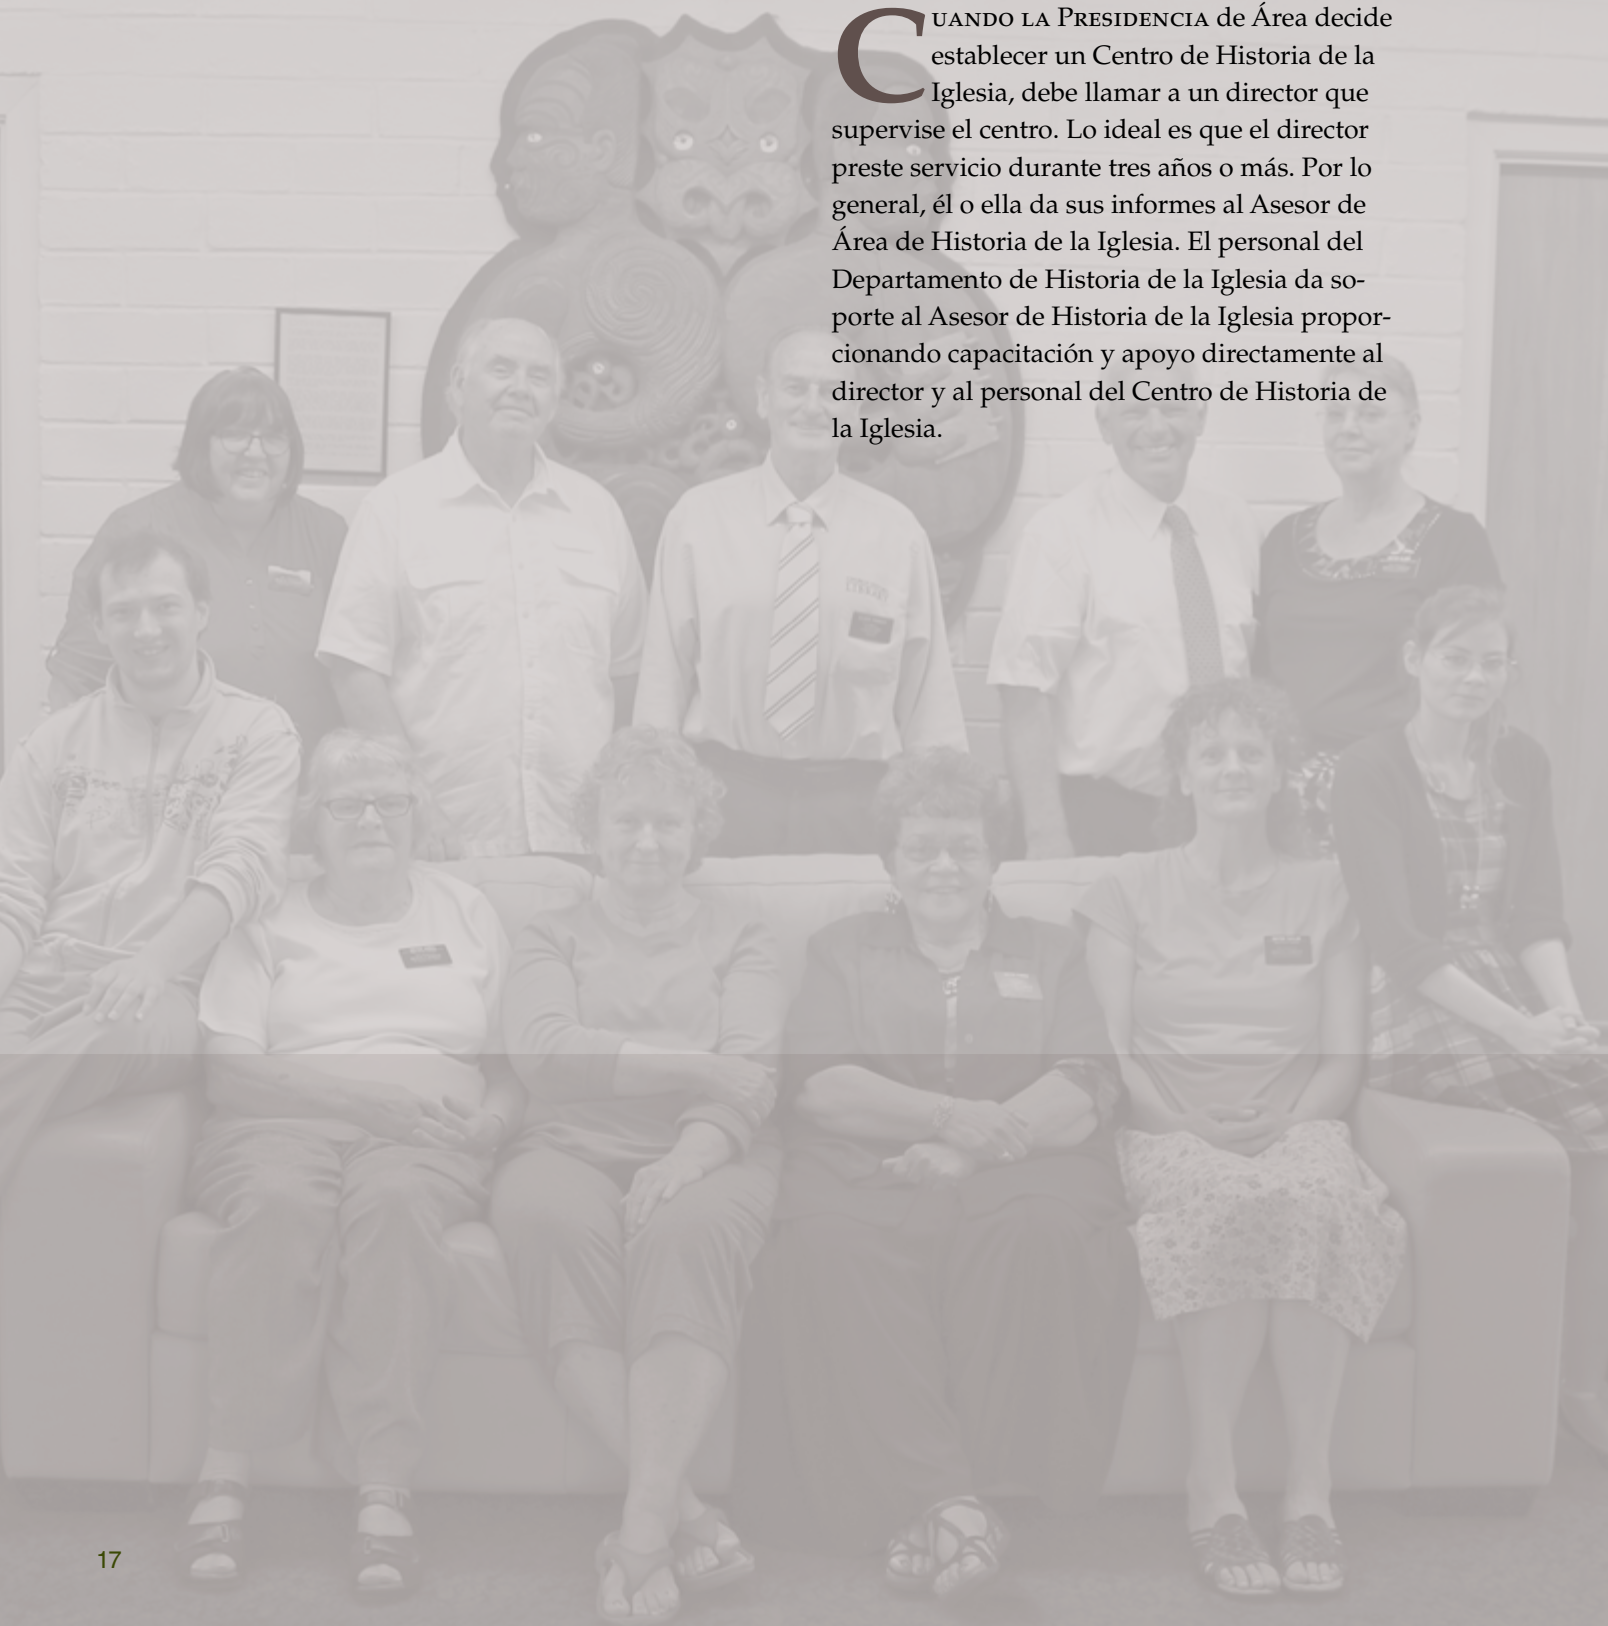 CUANDO LA PRESIDENCIA de Área decide
establecer un Centro de Historia de la
Iglesia, debe llamar a un director que
supervise el centro. Lo ideal es que el director
preste servicio durante tres años o más. Por lo
general, él o ella da sus informes al Asesor de
Área de Historia de la Iglesia. El personal del
Departamento de Historia de la Iglesia da so-
porte al Asesor de Historia de la Iglesia propor-
cionando capacitación y apoyo directamente al
director y al personal del Centro de Historia de
la Iglesia.
17